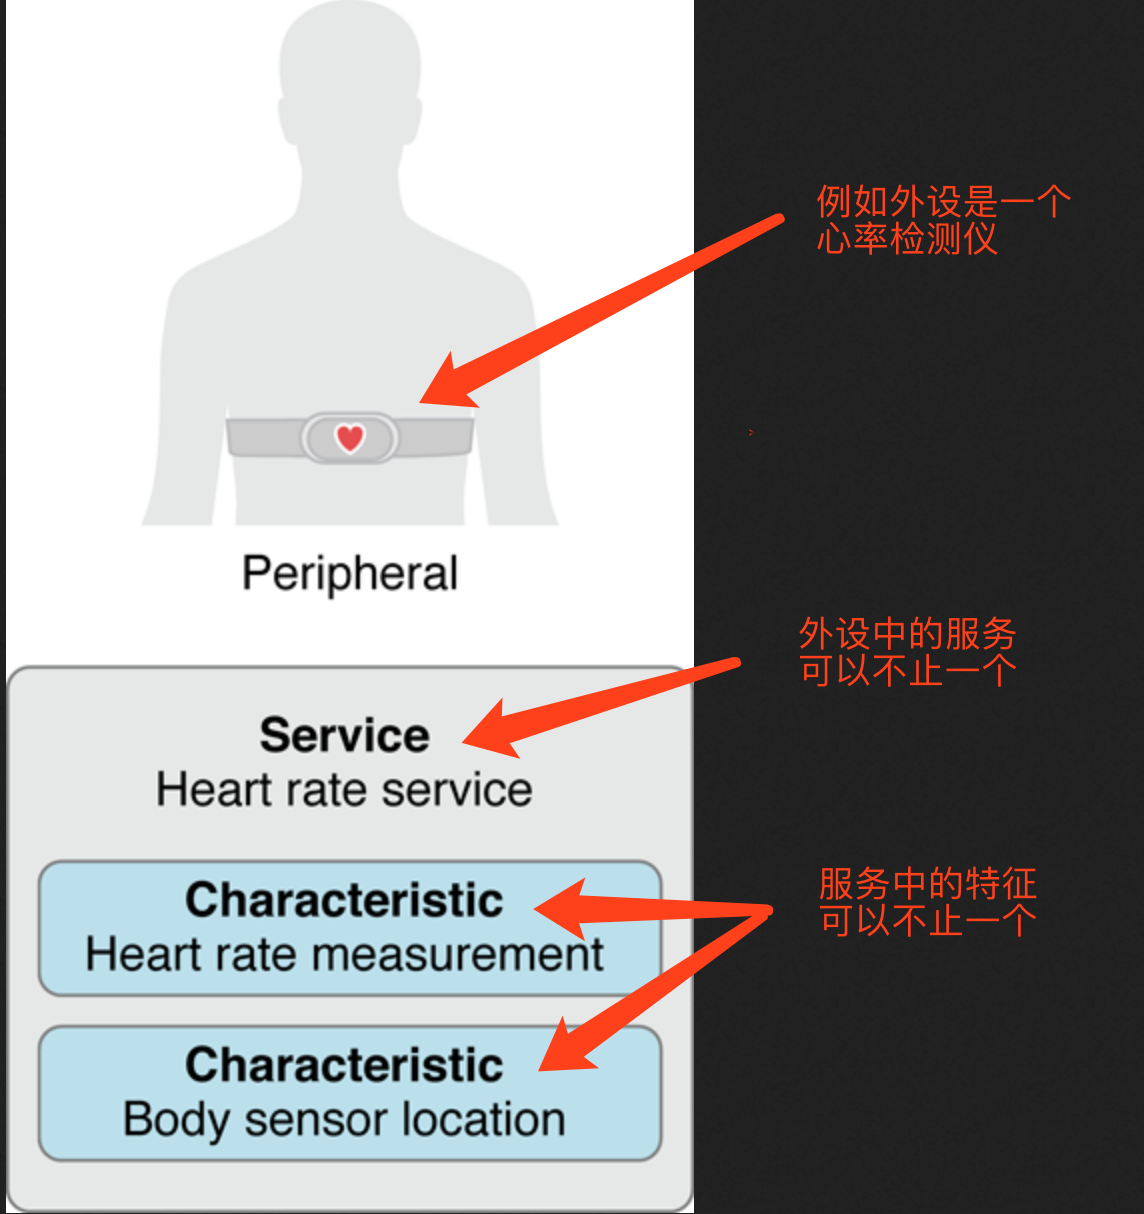 例如外设是一个
心率检测仪
Peripheral
外设中的服务
可以不止一个
Service
Heart rate service
服务中的特征
可以不止一个
Characteristic
Heart rate measurement
Characteristic
Body sensor location